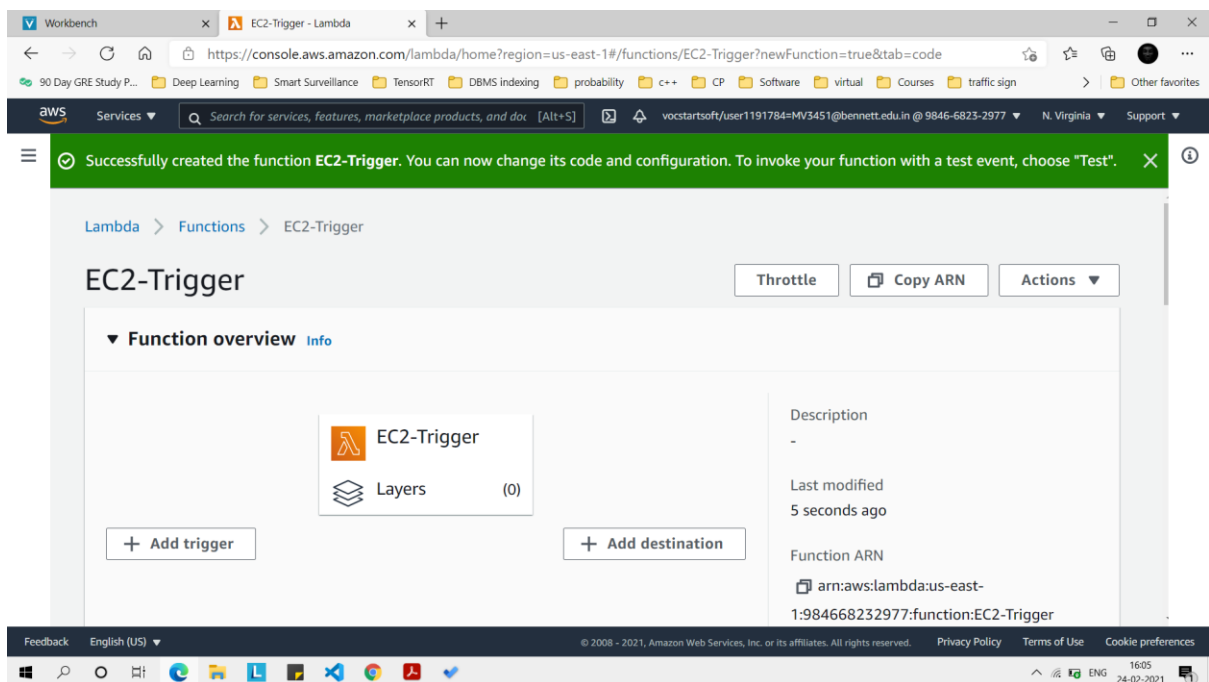 Workbench
EC2-Trigger - Lambda
https://console.aws.amazon.com/lambda/home?region=us-east-1#/functions/EC2-Trigger?newFunction=true&tab=code
90 Day GRE Study P... Deep Learning Smart Surveillance TensorRT DBMS indexing probability c++ CP Software virtual Courses traffic sign Other favorites
aws Services Search for services, features, marketplace products, and doc [Alt+S] vocstartsoft/user1191784=MV3451@bennett.edu.in @ 9846-6823-2977 N. Virginia Support
Successfully created the function EC2-Trigger. You can now change its code and configuration. To invoke your function with a test event, choose "Test".
Lambda > Functions > EC2-Trigger
EC2-Trigger
Throttle Copy ARN Actions
Function overview Info
EC2-Trigger
Layers (0)
+ Add trigger
+ Add destination
Description
-
Last modified
5 seconds ago
Function ARN
arn:aws:lambda:us-east-
1:984668232977:function:EC2-Trigger
Feedback English (US) © 2008 - 2021, Amazon Web Services, Inc. or its affiliates. All rights reserved. Privacy Policy Terms of Use Cookie preferences
ENG
16:05
24-02-2021